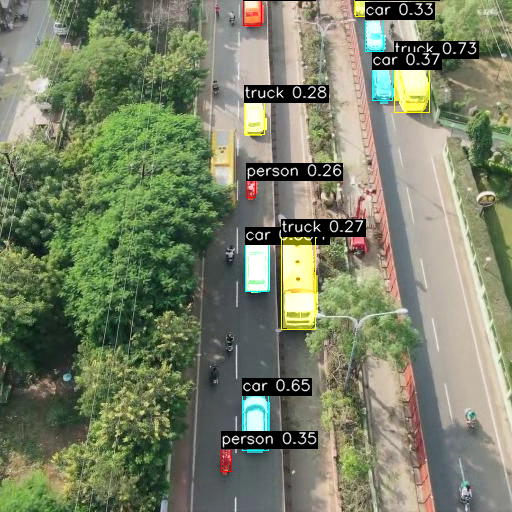 car 0.33
truck 0.73
car 0.37
truck 0.28
person 0.26
truck 0.27
car
car 0.65
person 0.35